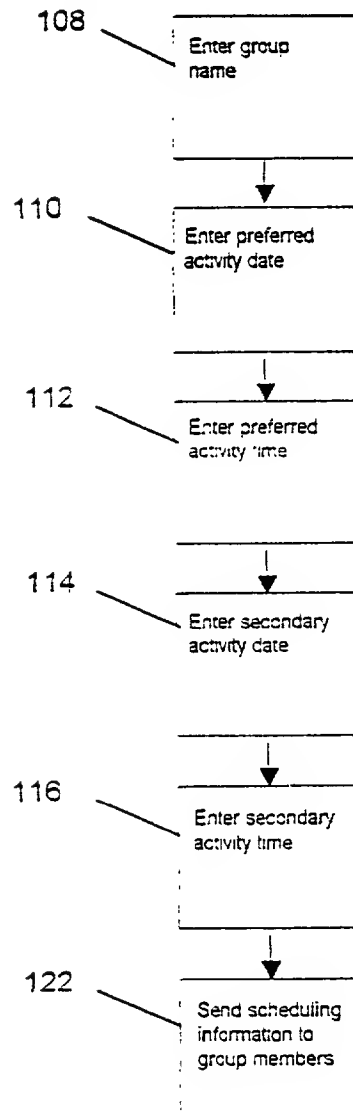 108
Enter group
name
110
Enter preferred
activity date
112
Enter preferred
activity time
114
Enter secondary
activity date
116
Enter secondary
activity time
122
Send scheduling
information to
group members